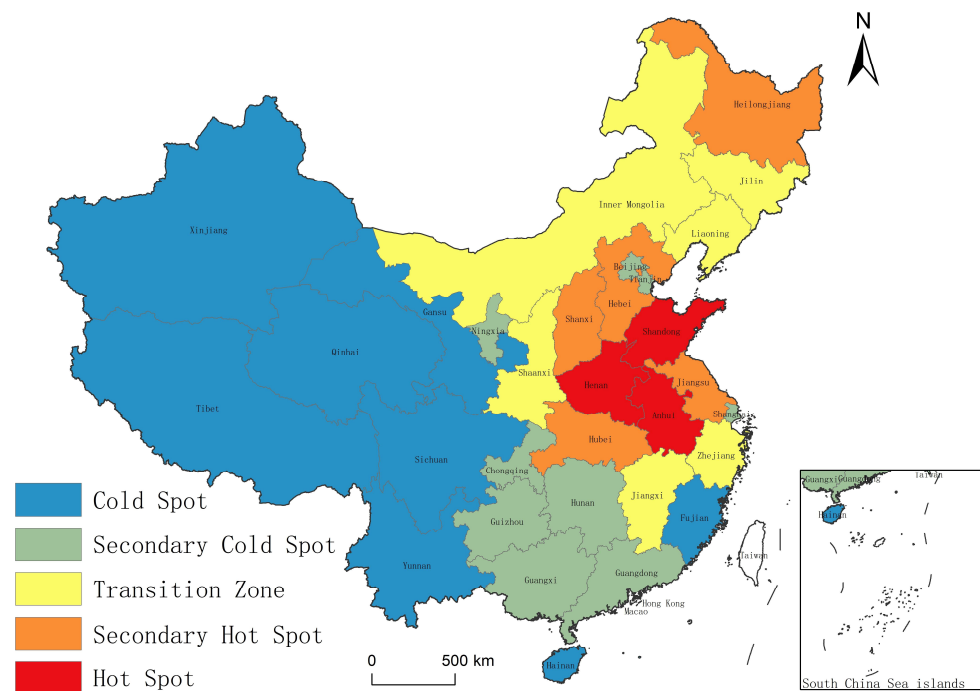 N
Heilongjiang
Jilin
Inner Mongolia
Liaoning
Xinjiang
Beijing
Tianjin
Hebei
Gansu
Ningxia
Shanxi
Shandong
Qinhai
Shaanxi
Henan
Jiangsu
Tibet
Anhui
Shanghai
Hubei
Sichuan
Zhejiang
Chongqing
Jiangxi
Hunan
Guizhou
Fujian
Yunnan
Guangxi
Guangdong
Taiwan
Hong Kong
Macao
Hainan
Cold Spot
Secondary Cold Spot
Transition Zone
Secondary Hot Spot
Hot Spot
0 500 km
Taiwan
Guangxi Guangdong
Hainan
South China Sea islands